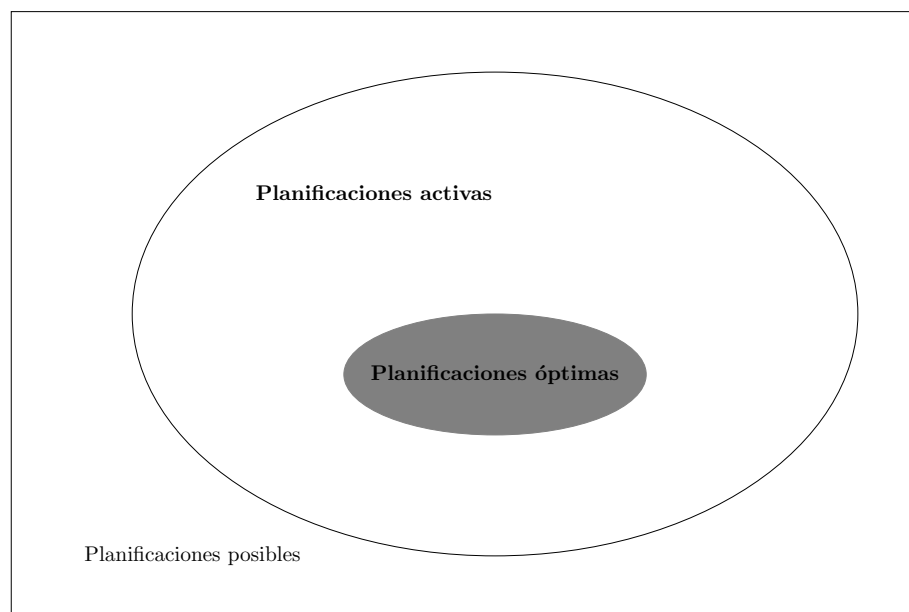 Planificaciones activas
Planificaciones óptimas
Planificaciones posibles